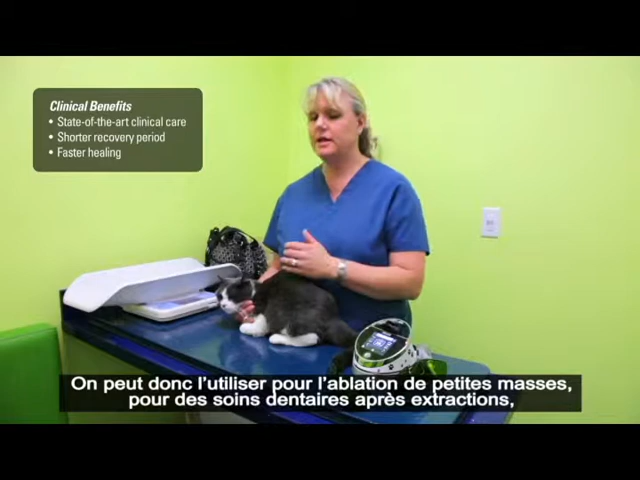 Clinical Benefits
• State-of-the-art clinical care
• Shorter recovery period
• Faster healing
On peut donc l'utiliser pour l'ablation de petites masses,
pour des soins dentaires après extractions,